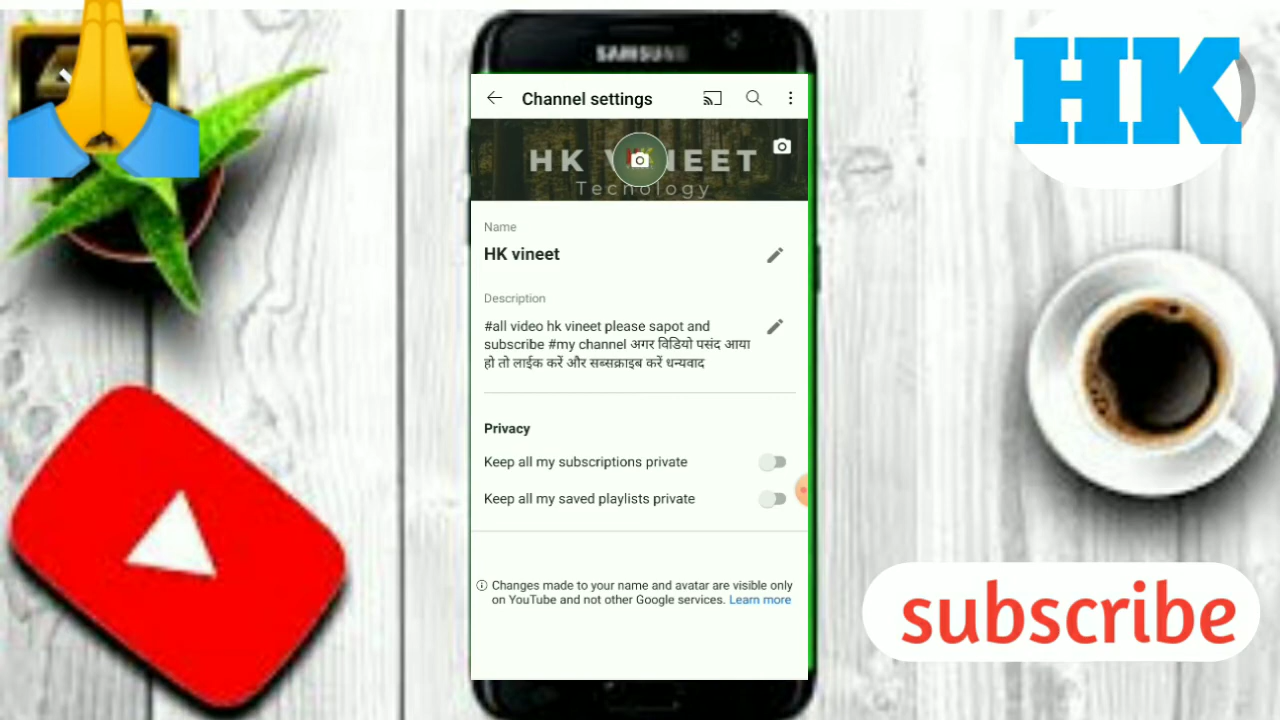 SAMSUNG
HK
Channel settings
HK VINEET
Tecnology
Name
HK vineet
Description
#all video hk vineet please sapot and
subscribe #my channel अगर विडियो पसंद आया
हो तो लाईक करें और सब्सक्राइब करें धन्यवाद
Privacy
Keep all my subscriptions private
Keep all my saved playlists private
Changes made to your name and avatar are visible only
on YouTube and not other Google services. Learn more
subscribe